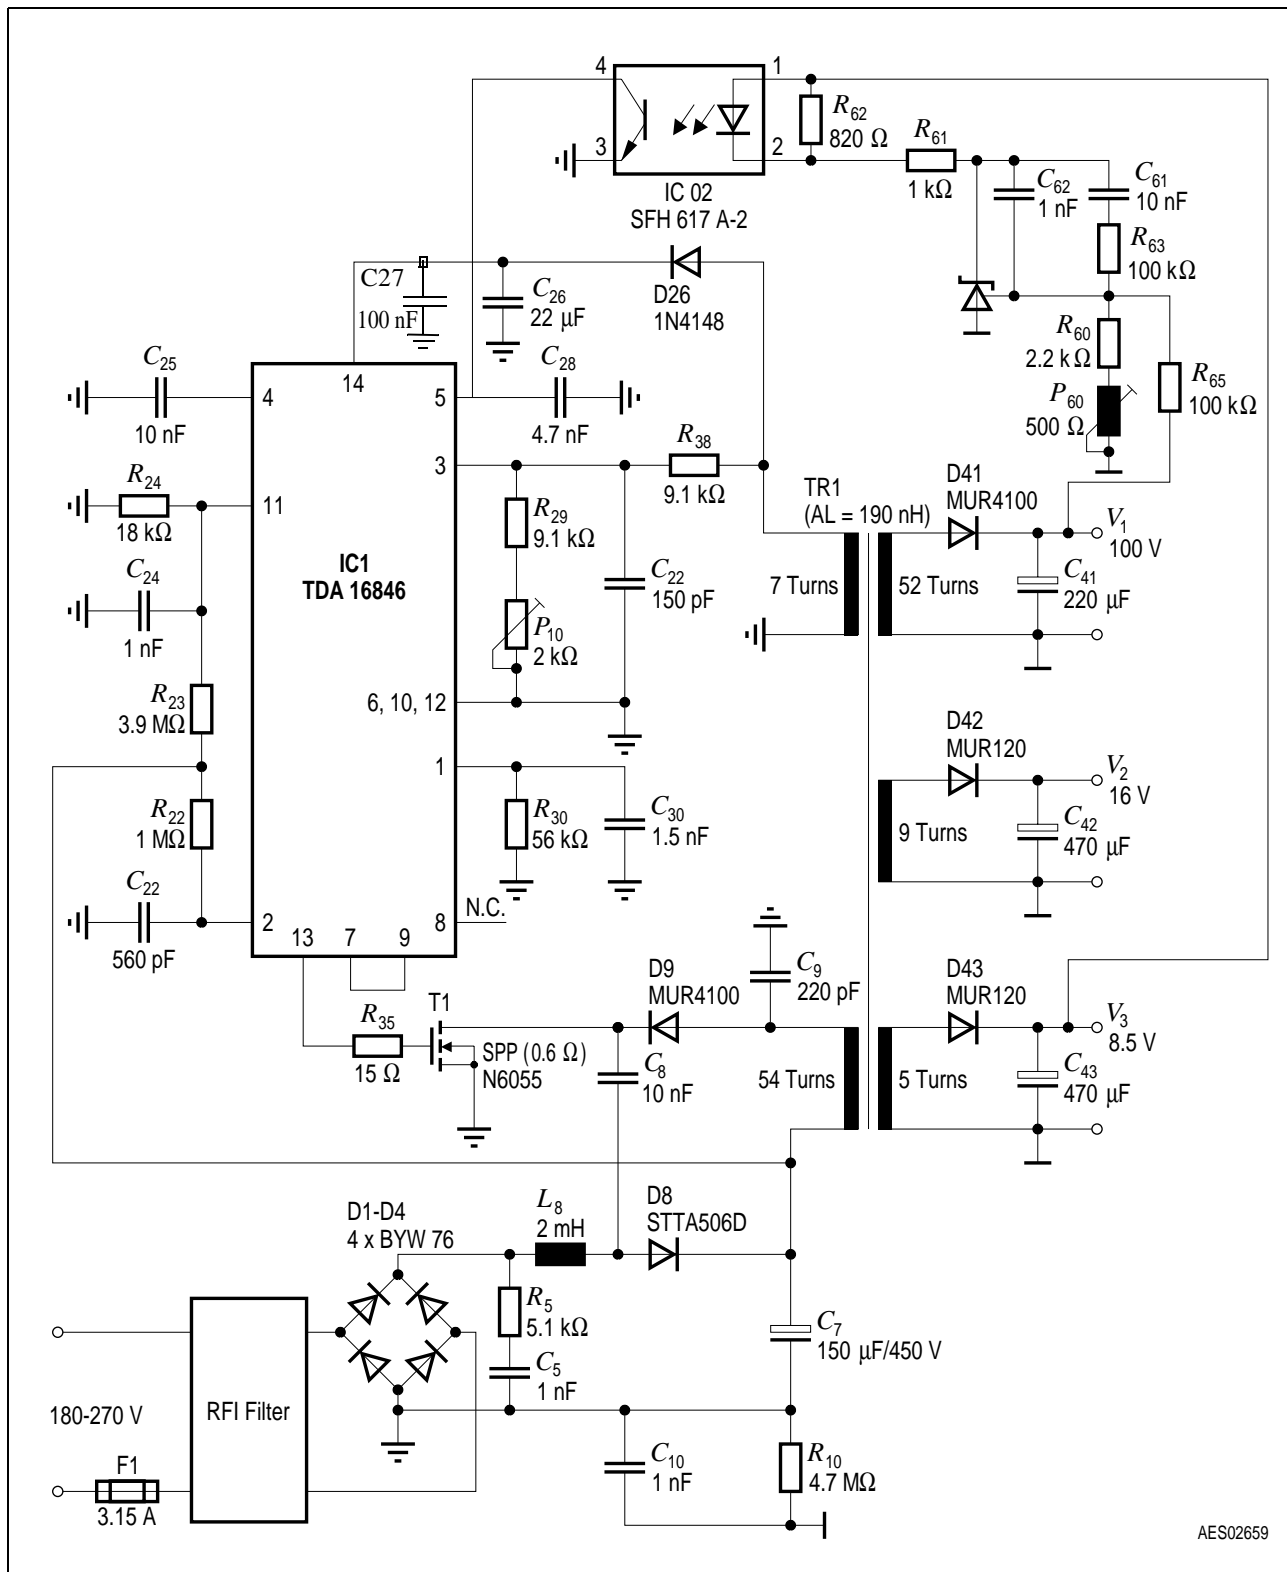 4
1
3
2
IC 02
SFH 617 A-2
R62
820 Ω
R61
1 kΩ
C62
1 nF
C61
10 nF
R63
100 kΩ
C27
100 nF
C26
22 µF
D26
1N4148
R60
2.2 kΩ
P60
500 Ω
R65
100 kΩ
C25
10 nF
4
14
5
C28
4.7 nF
3
R38
9.1 kΩ
R24
18 kΩ
11
C24
1 nF
IC1
TDA 16846
R29
9.1 kΩ
P10
2 kΩ
C22
150 pF
TR1
(AL = 190 nH)
7 Turns
52 Turns
D41
MUR4100
V1
100 V
C41
220 µF
R23
3.9 MΩ
6, 10, 12
1
R22
1 MΩ
R30
56 kΩ
C30
1.5 nF
D42
MUR120
V2
16 V
9 Turns
C42
470 µF
C22
560 pF
2
13
7
9
8
N.C.
T1
R35
15 Ω
SPP (0.6 Ω)
N6055
D9
MUR4100
C9
220 pF
C8
10 nF
54 Turns
5 Turns
D43
MUR120
V3
8.5 V
C43
470 µF
D1-D4
4 x BYW 76
L8
2 mH
D8
STTA506D
R5
5.1 kΩ
C5
1 nF
C7
150 µF/450 V
180-270 V
RFI Filter
F1
3.15 A
C10
1 nF
R10
4.7 MΩ
AES02659